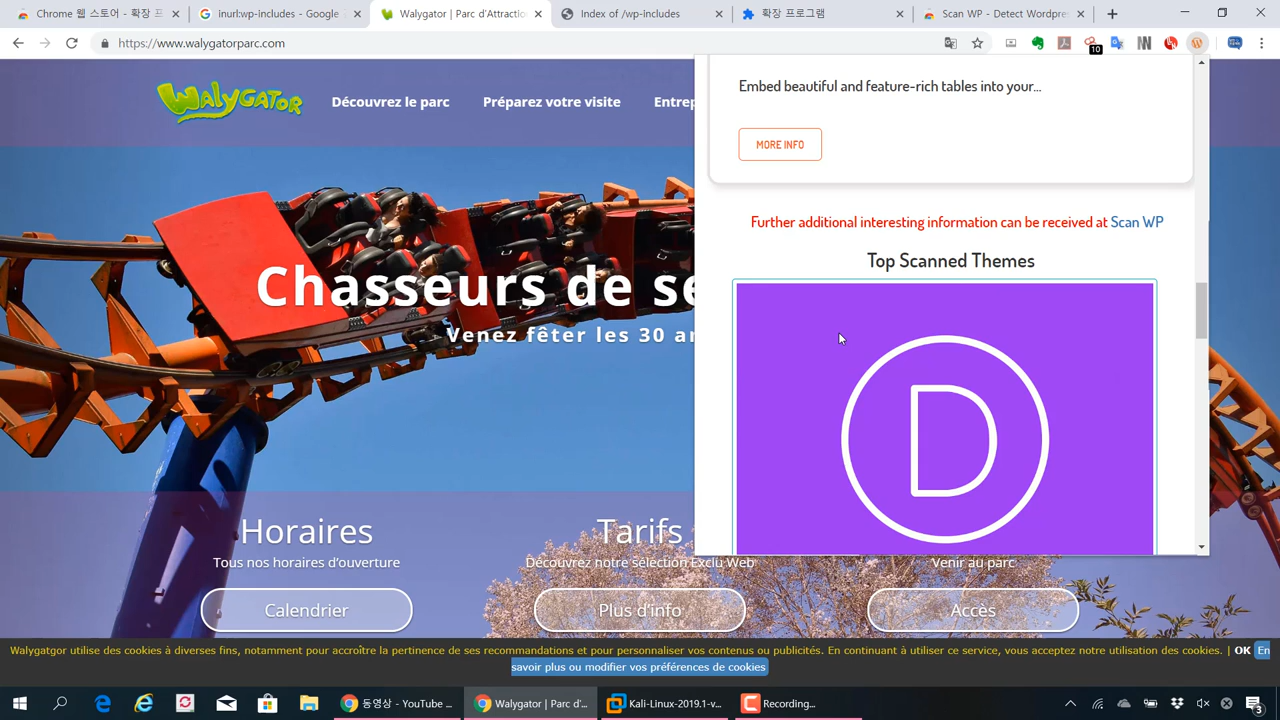 Chrome 웹 스토어 - 확장 프
inurl:wp-includes - Google
Walygator | Parc d'Attractio
Index of /wp-includes
확장 프로그램
Scan WP - Detect Wordpres
https://www.walygatorparc.com
10
WALYGATOR
Découvrez le parc
Préparez votre visite
Entrep
Embed beautiful and feature-rich tables into your...
MORE INFO
Further additional interesting information can be received at Scan WP
Top Scanned Themes
D
Chasseurs de se
Venez fêter les 30 an
Horaires
Tous nos horaires d'ouverture
Calendrier
Tarifs
Découvrez notre sélection Exclu Web
Plus d'info
Venir au parc
Accès
Walygatgor utilise des cookies à diverses fins, notamment pour accroître la pertinence de ses recommandations et pour personnaliser vos contenus ou publicités. En continuant à utiliser ce service, vous acceptez notre utilisation des cookies. | OK En
savoir plus ou modifier vos préférences de cookies
동영상 - YouTube ...
Walygator | Parc d'...
Kali-Linux-2019.1-v...
Recording...
3